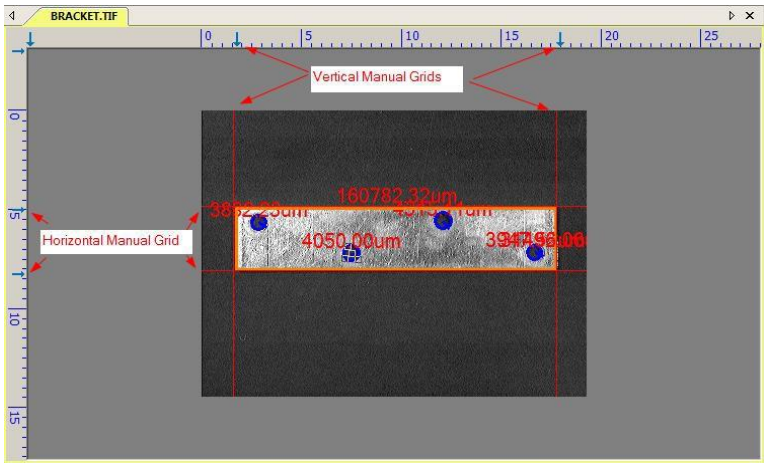 BRACKET.TIF
0 5 10 15 20 25
Vertical Manual Grids
0
5
10
15
Horizontal Manual Grid
160782.32um
4050.00um